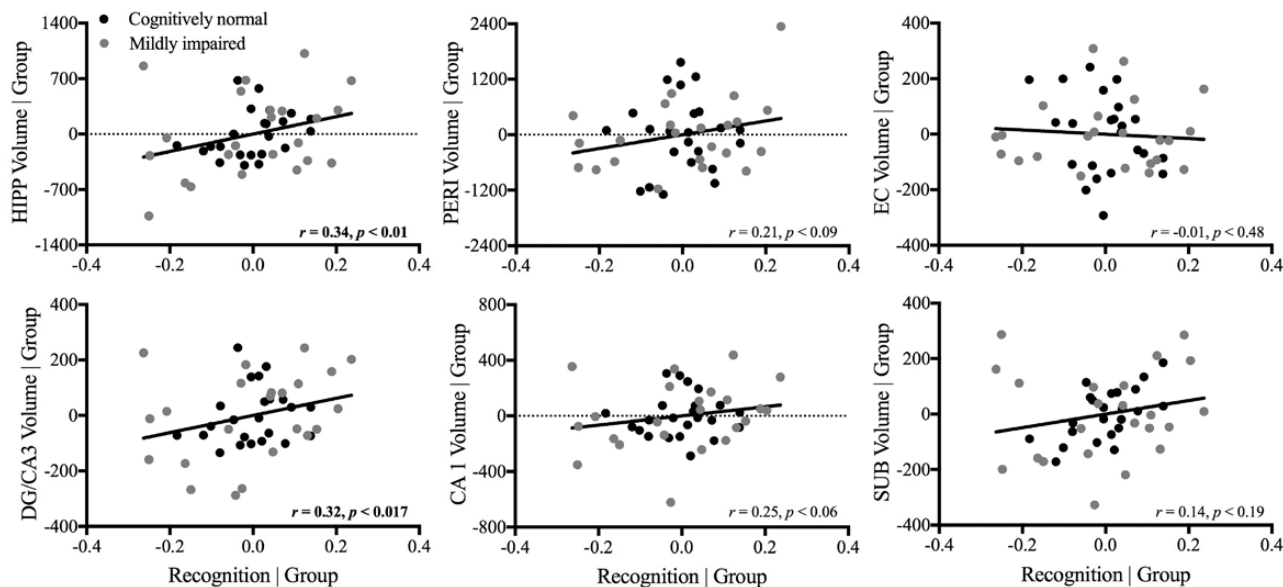 Cognitively normal
Mildly impaired
HIPP Volume | Group
1400
700
0
-700
-1400
-0.4 -0.2 0.0 0.2 0.4
r = 0.34, p < 0.01
PERI Volume | Group
2400
1200
0
-1200
-2400
-0.4 -0.2 0.0 0.2 0.4
r = 0.21, p < 0.09
EC Volume | Group
400
200
0
-200
-400
-0.4 -0.2 0.0 0.2 0.4
r = -0.01, p < 0.48
DG/CA3 Volume | Group
400
200
0
-200
-400
-0.4 -0.2 0.0 0.2 0.4
r = 0.32, p < 0.017
Recognition | Group
CA 1 Volume | Group
800
400
0
-400
-800
-0.4 -0.2 0.0 0.2 0.4
r = 0.25, p < 0.06
Recognition | Group
SUB Volume | Group
400
200
0
-200
-400
-0.4 -0.2 0.0 0.2 0.4
r = 0.14, p < 0.19
Recognition | Group